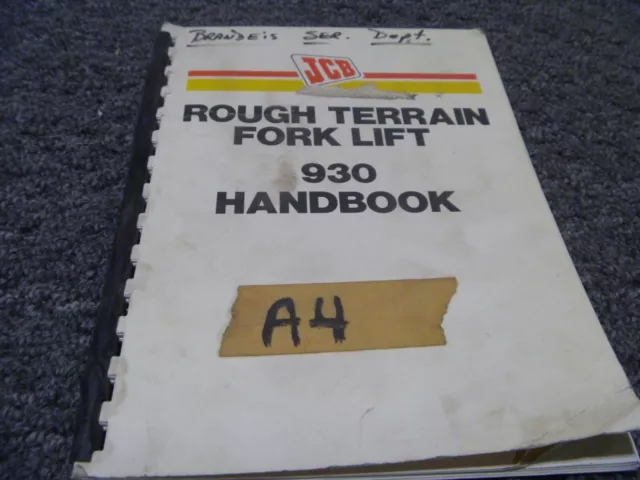 BRANDEIS SER. Dept.
JCB
ROUGH TERRAIN
FORK LIFT
930
HANDBOOK
A4